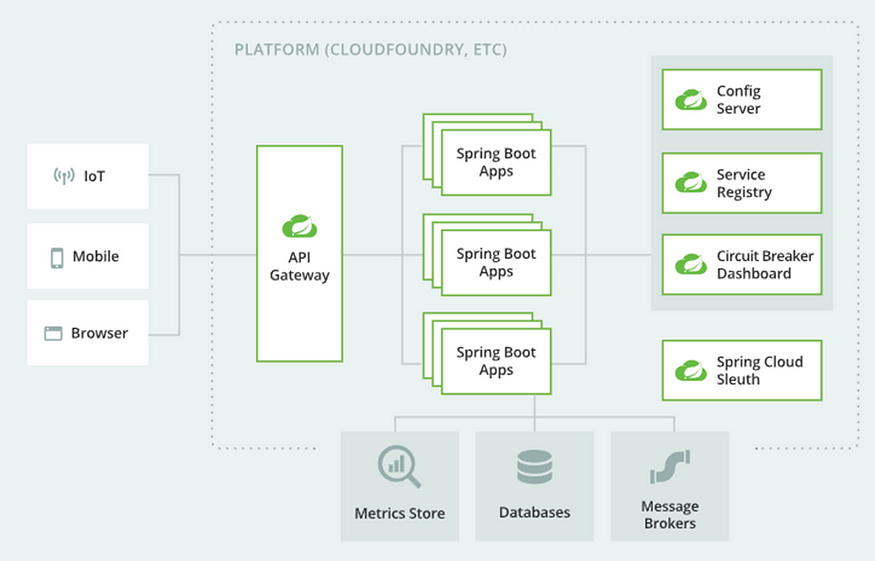 PLATFORM (CLOUDFOUNDRY, ETC)
IoT
Mobile
Browser
API
Gateway
Spring Boot
Apps
Spring Boot
Apps
Spring Boot
Apps
Config
Server
Service
Registry
Circuit Breaker
Dashboard
Spring Cloud
Sleuth
Metrics Store
Databases
Message
Brokers